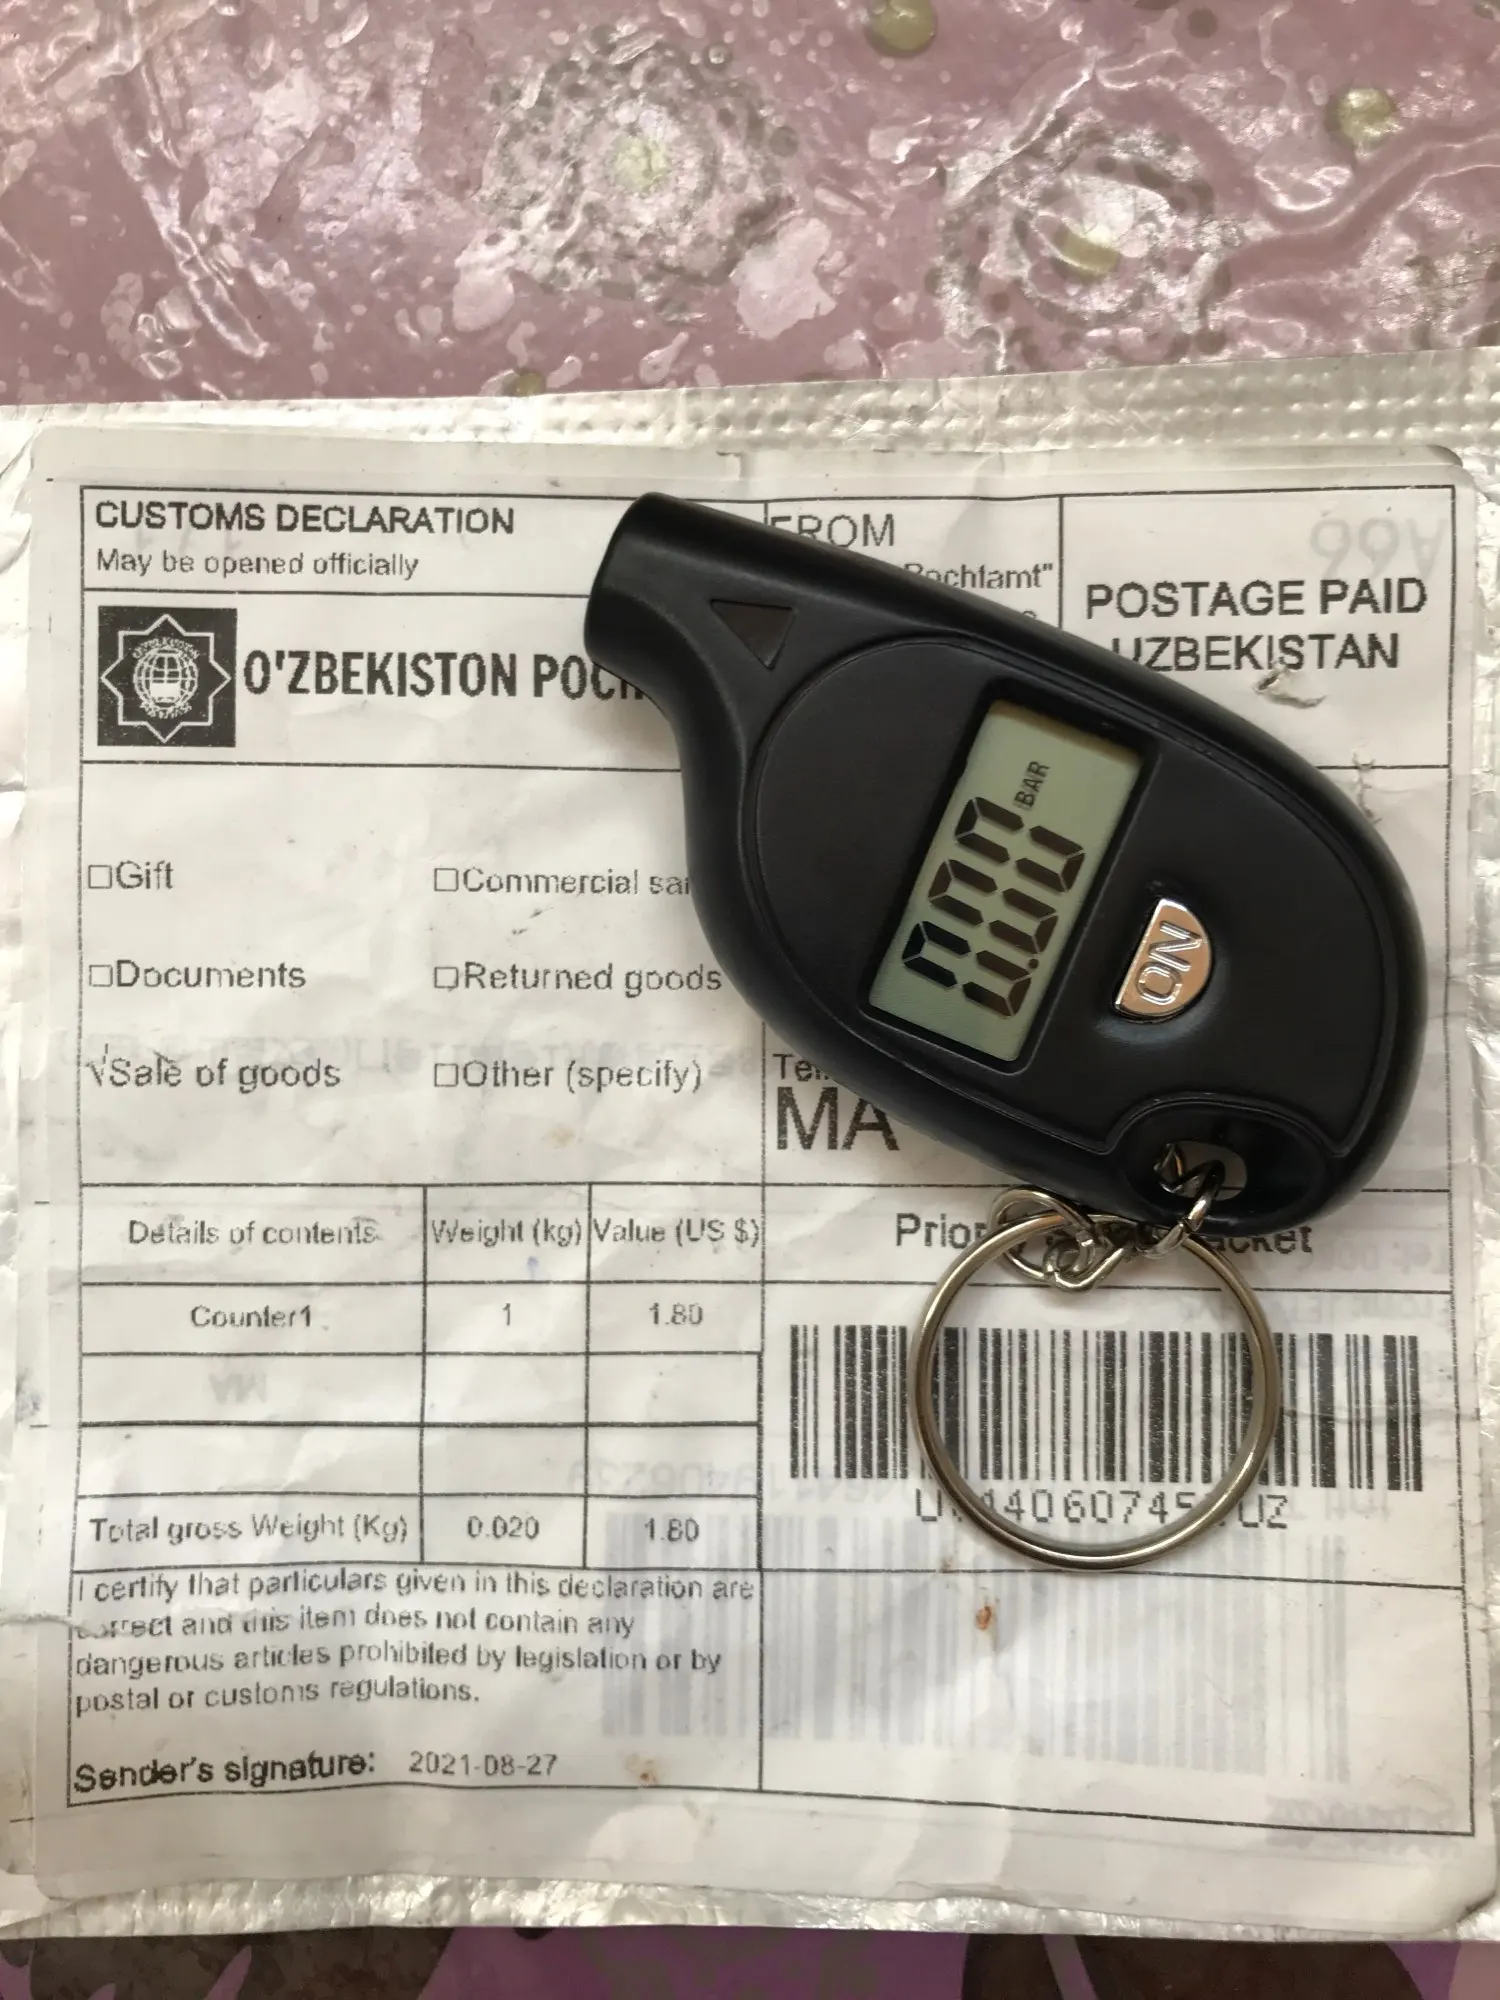 CUSTOMS DECLARATION
May be opened officially
FROM
Pochtamt"
POSTAGE PAID
UZBEKISTAN
O'ZBEKISTON
□Gift
□Commercial
□Documents
□Returned goods
√Sale of goods
□Other (specify)
Tel.
MA
0.00 BAR
ON
Details of contents
Weight (kg)
Value (US $)
Counter1
1
1.80
Total gross Weight (Kg)
0.020
1.80
I certify that particulars given in this declaration are
correct and this item does not contain any
dangerous articles prohibited by legislation or by
postal or customs regulations.
Sender's signature: 2021-08-27